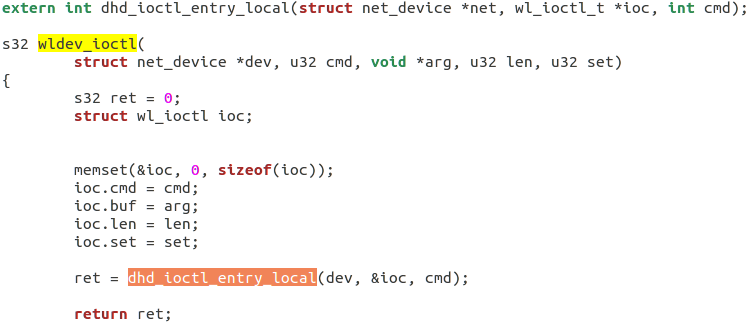 extern int dhd_ioctl_entry_local(struct net_device *net, wl_ioctl_t *ioc, int cmd);
s32 wldev_ioctl(
struct net_device *dev, u32 cmd, void *arg, u32 len, u32 set)
{
s32 ret = 0;
struct wl_ioctl ioc;
memset(&ioc, 0, sizeof(ioc));
ioc.cmd = cmd;
ioc.buf = arg;
ioc.len = len;
ioc.set = set;
ret = dhd_ioctl_entry_local(dev, &ioc, cmd);
return ret;